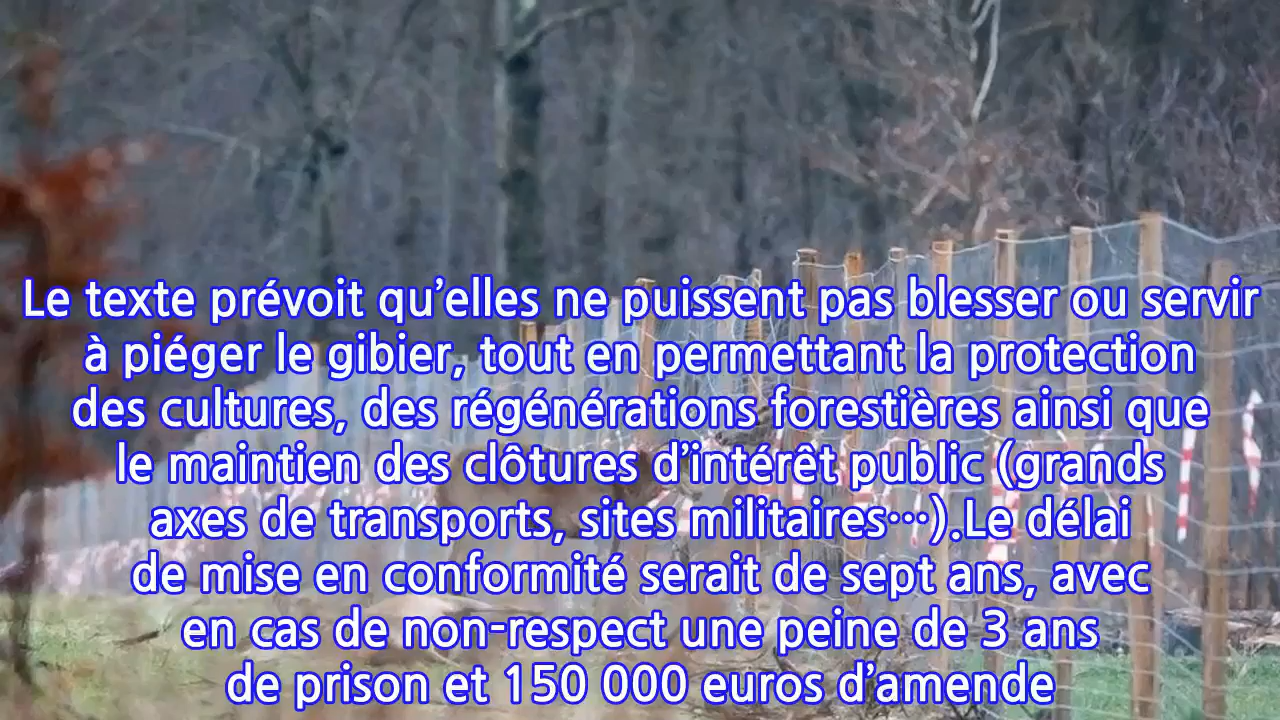 Le texte prévoit qu’elles ne puissent pas blesser ou servir
à piéger le gibier, tout en permettant la protection
des cultures, des régénérations forestières ainsi que
le maintien des clôtures d’intérêt public (grands
axes de transports, sites militaires…).Le délai
de mise en conformité serait de sept ans, avec
en cas de non-respect une peine de 3 ans
de prison et 150 000 euros d’amende